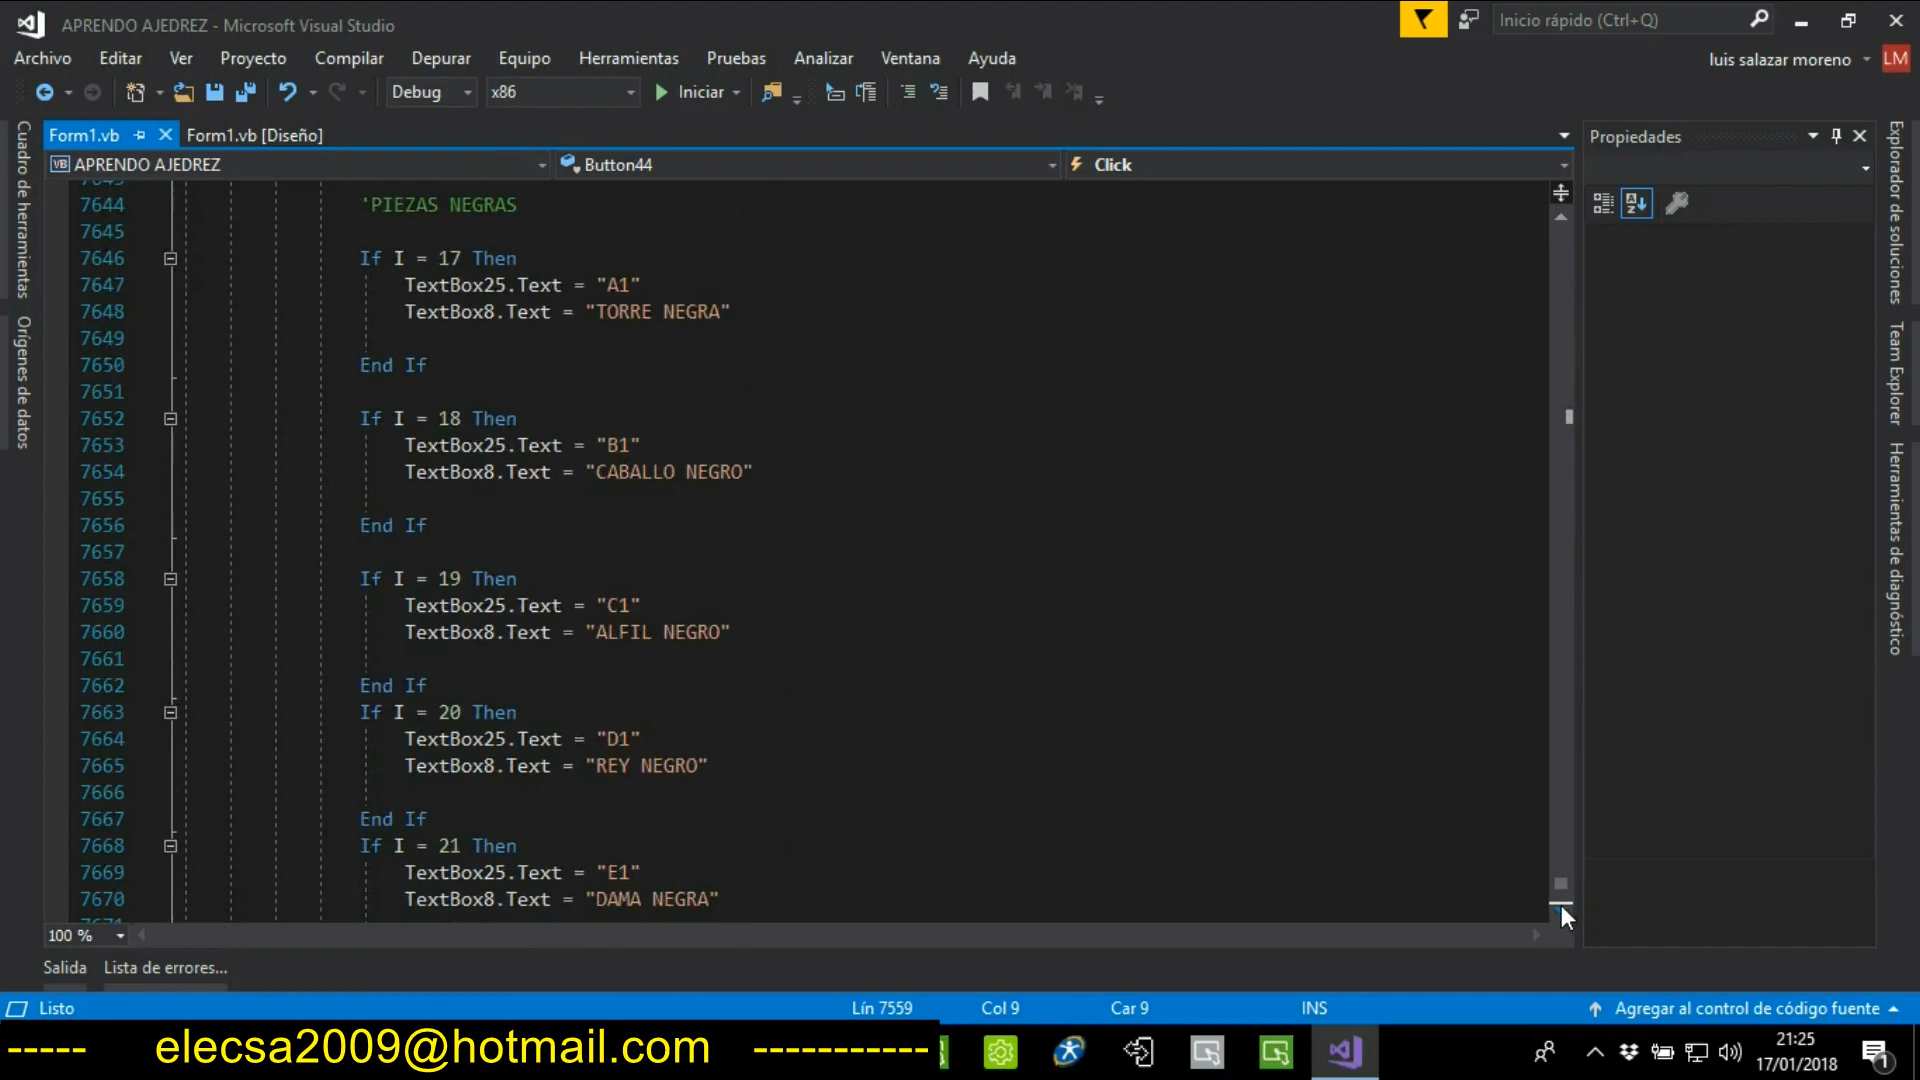 APRENDO AJEDREZ - Microsoft Visual Studio
Inicio rápido (Ctrl+Q)
Archivo Editar Ver Proyecto Compilar Depurar Equipo Herramientas Pruebas Analizar Ventana Ayuda
luis salazar moreno LM
Debug x86 Iniciar
Form1.vb Form1.vb [Diseño]
Propiedades
APRENDO AJEDREZ Button44 Click
Cuadro de herramientas
Orígenes de datos
7644 'PIEZAS NEGRAS
7645
7646 If I = 17 Then
7647 TextBox25.Text = "A1"
7648 TextBox8.Text = "TORRE NEGRA"
7649
7650 End If
7651
7652 If I = 18 Then
7653 TextBox25.Text = "B1"
7654 TextBox8.Text = "CABALLO NEGRO"
7655
7656 End If
7657
7658 If I = 19 Then
7659 TextBox25.Text = "C1"
7660 TextBox8.Text = "ALFIL NEGRO"
7661
7662 End If
7663 If I = 20 Then
7664 TextBox25.Text = "D1"
7665 TextBox8.Text = "REY NEGRO"
7666
7667 End If
7668 If I = 21 Then
7669 TextBox25.Text = "E1"
7670 TextBox8.Text = "DAMA NEGRA"
Explorador de soluciones
Team Explorer
Herramientas de diagnóstico
100 %
Salida Lista de errores...
Listo Lín 7559 Col 9 Car 9 INS Agregar al control de código fuente
----- elecsa2009@hotmail.com -----------
21:25
17/01/2018
1